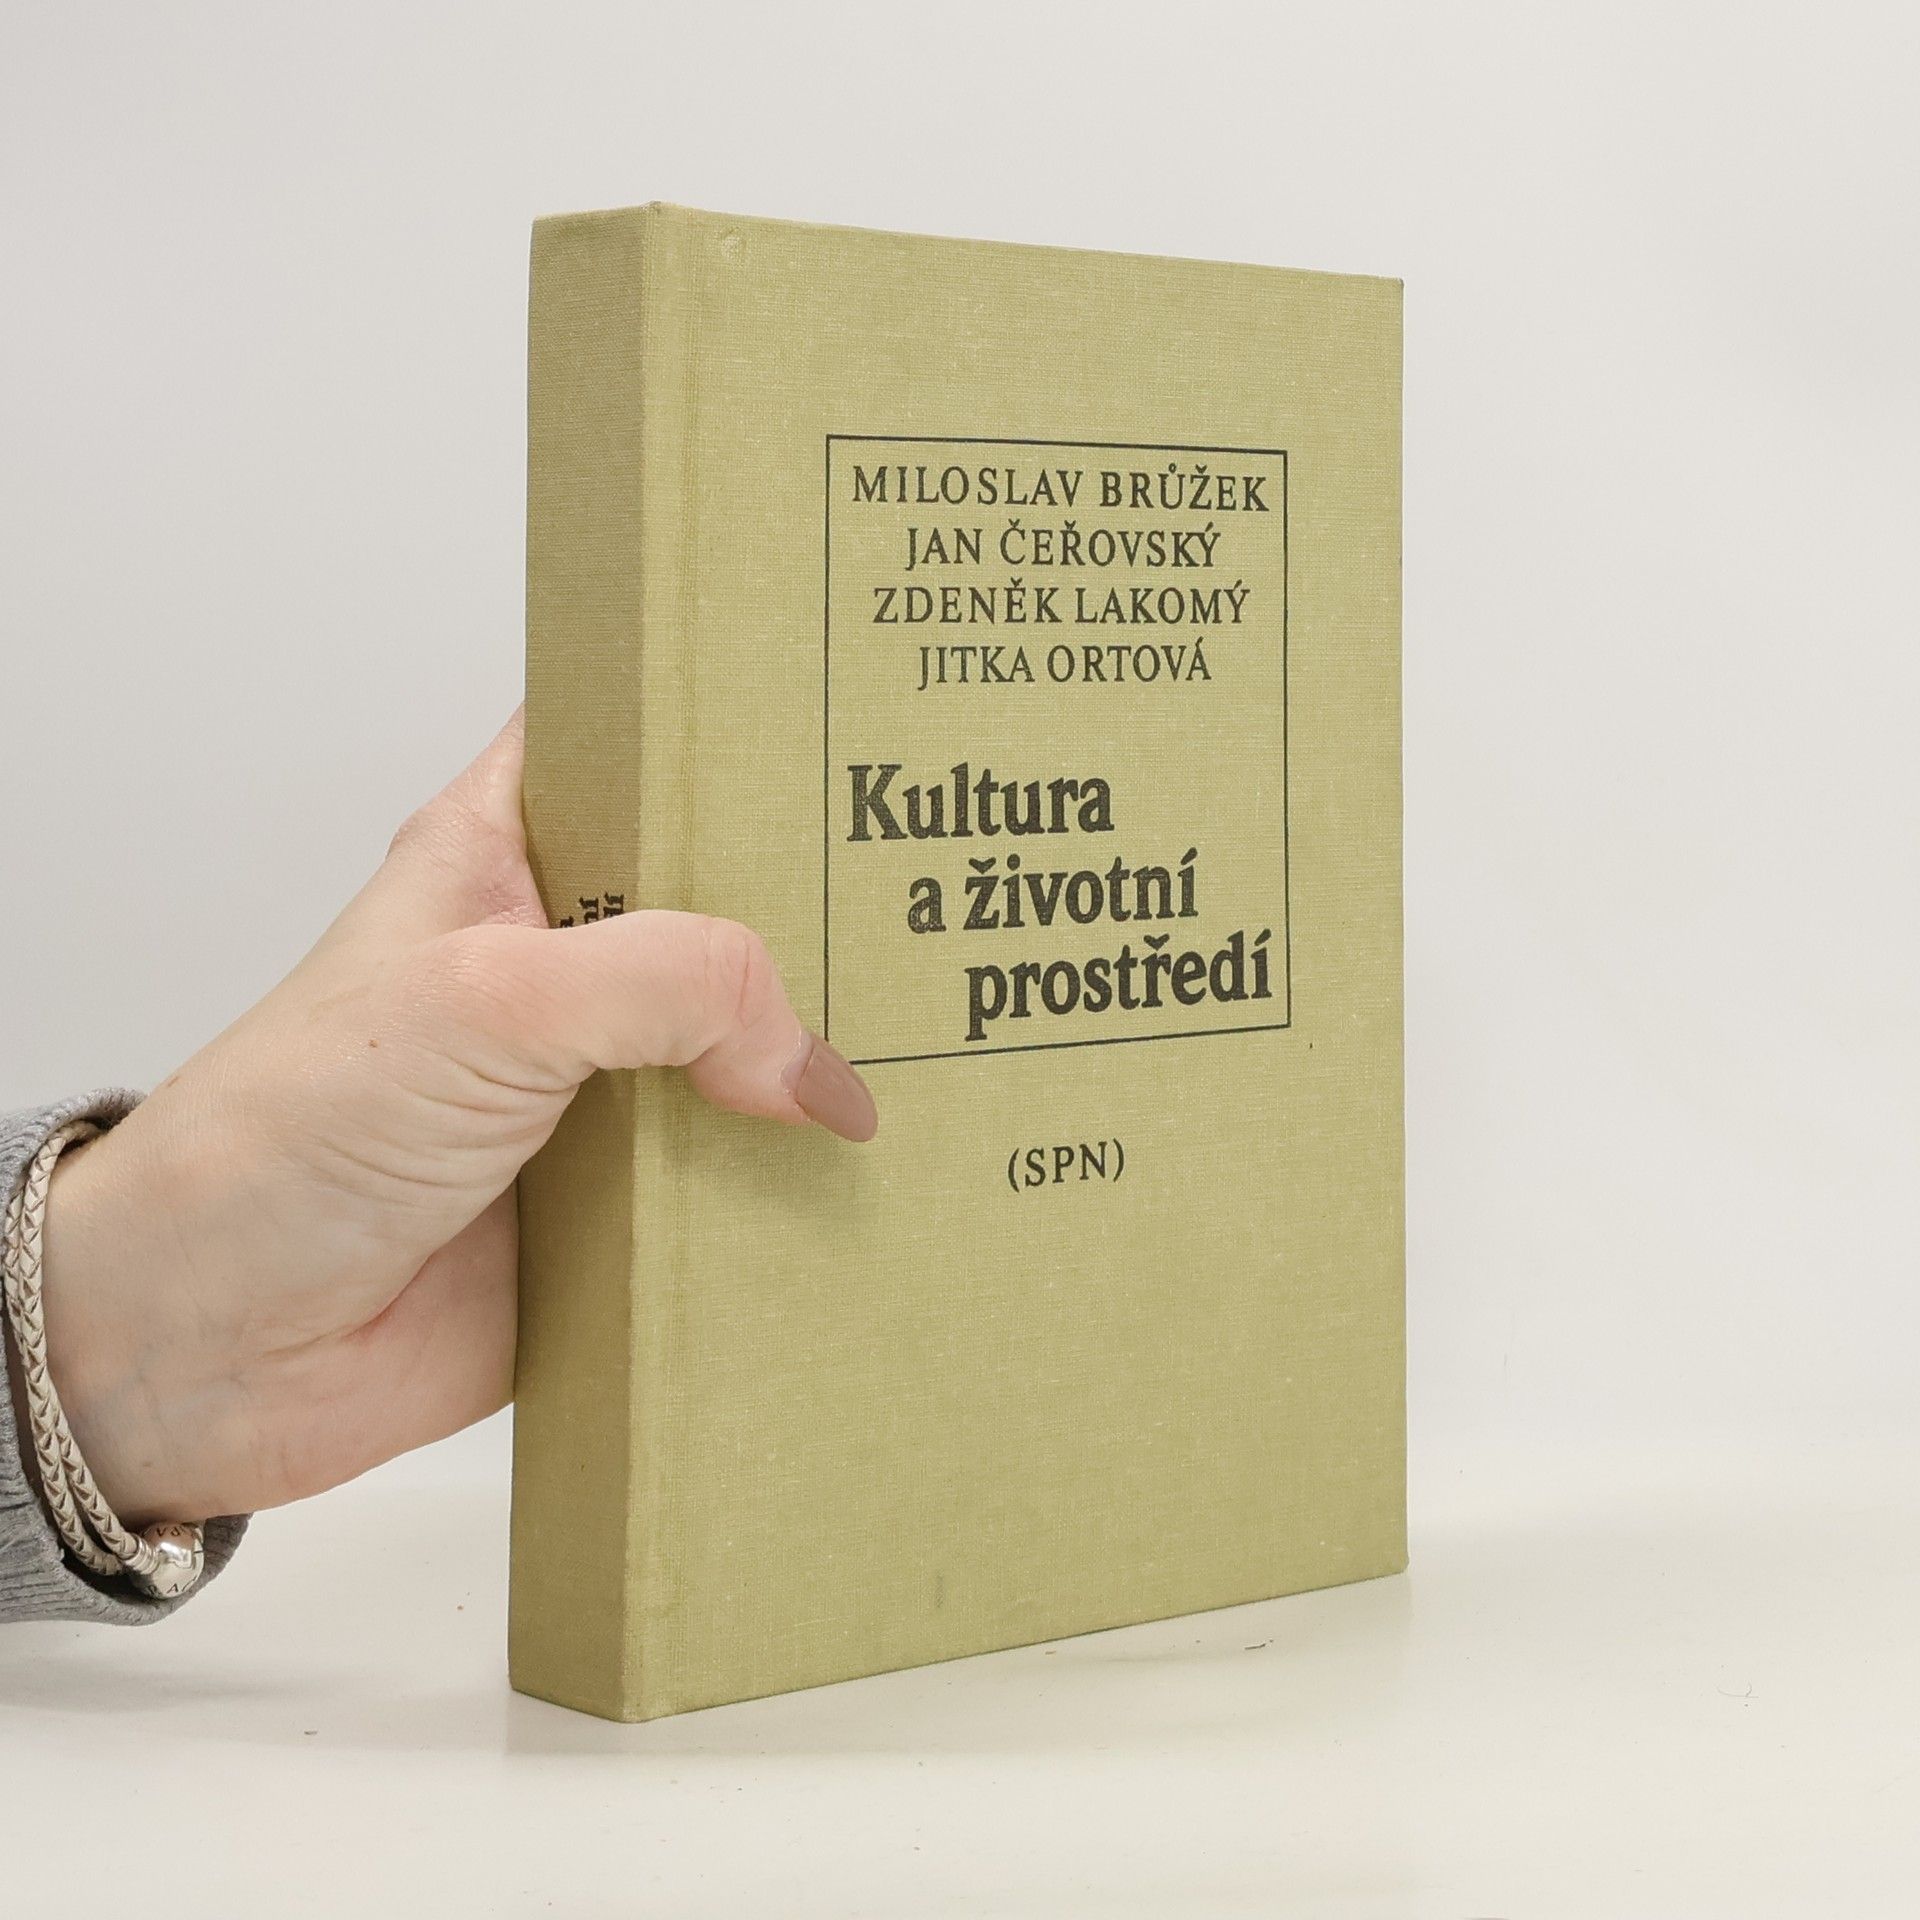 MILOSLAV BRŮŽEK
JAN ČEŘOVSKÝ
ZDENĚK LAKOMÝ
JITKA ORTOVÁ
Kultura
a životní
prostředí
(SPN)